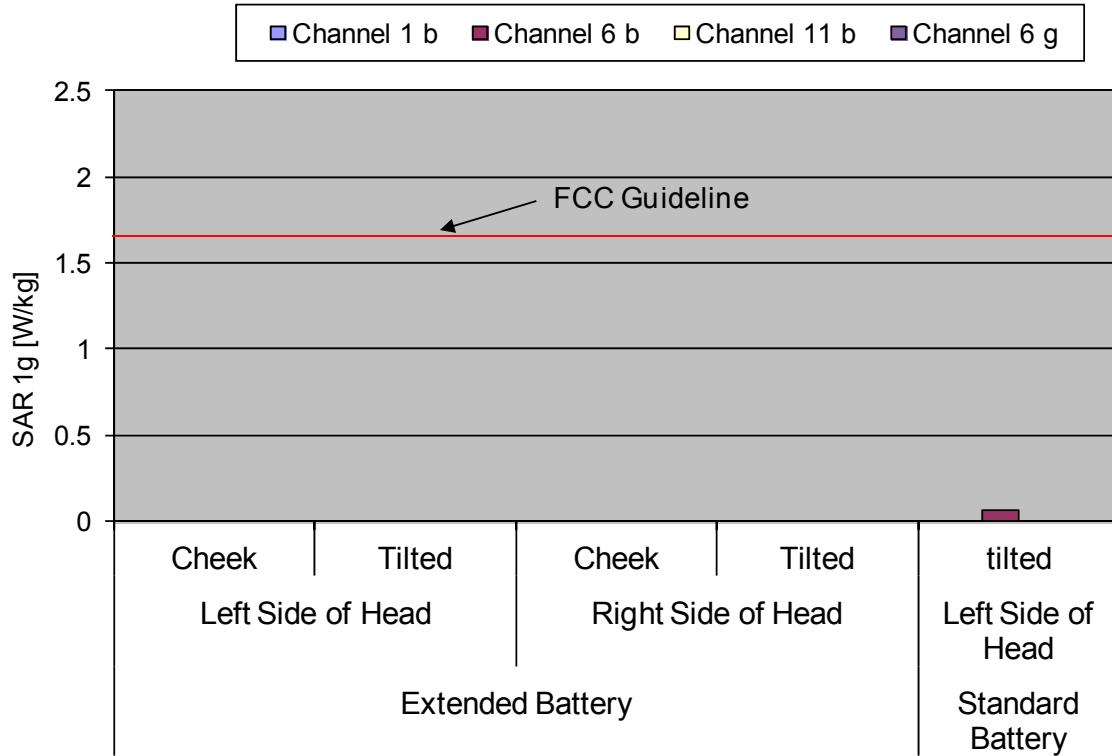 Channel 1 b Channel 6 b Channel 11 b Channel 6 g
2.5
2
1.5
1
0.5
0
SAR 1g [W/kg]
FCC Guideline
Cheek Tilted Cheek Tilted tilted
Left Side of Head Right Side of Head Left Side of
Head
Extended Battery Standard
Battery